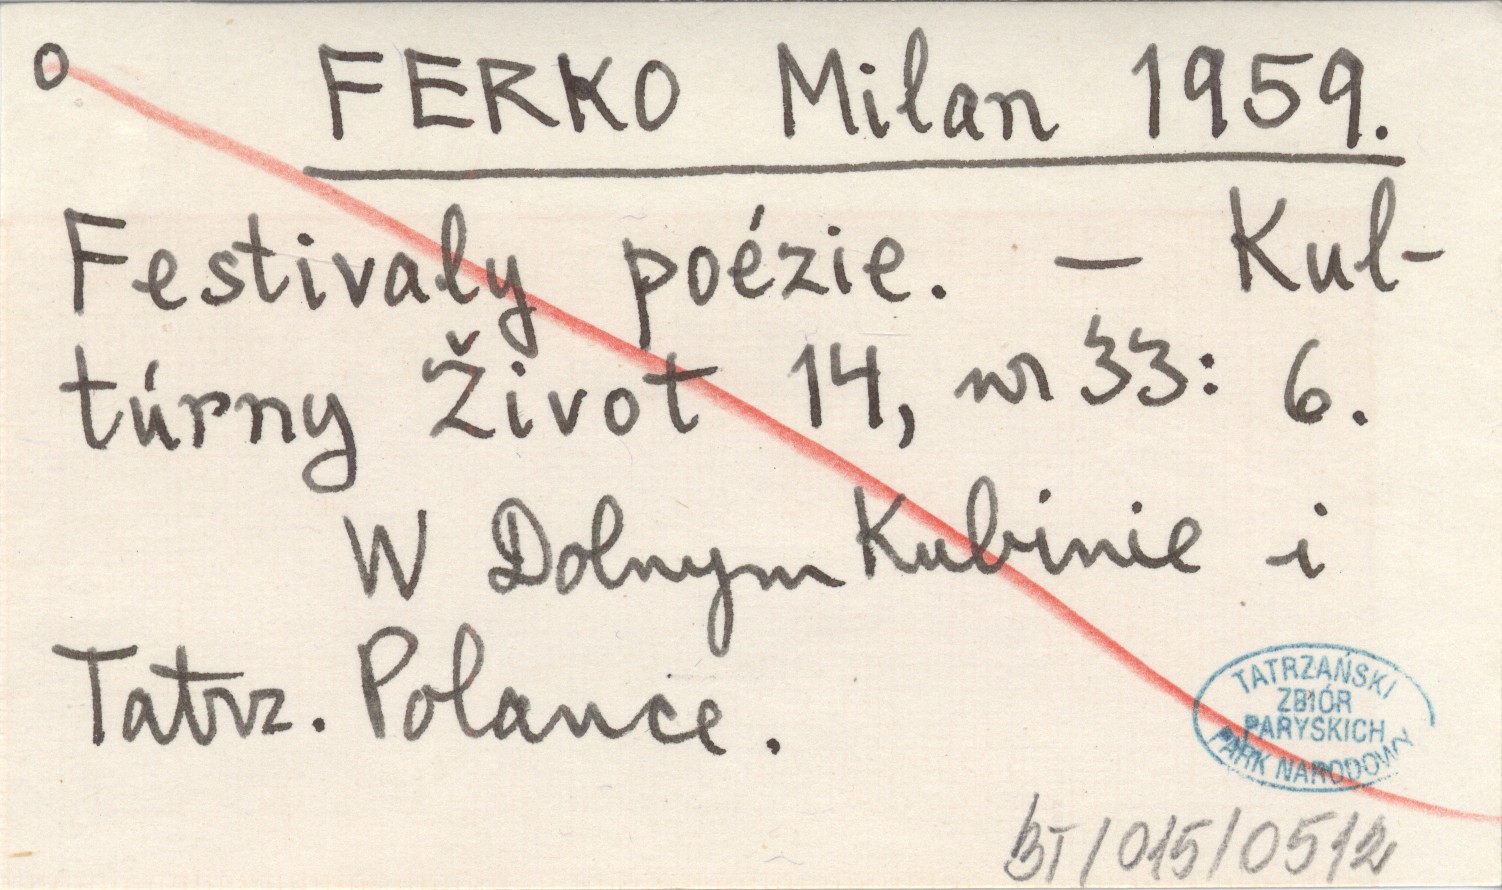 o FERKO Milan 1959.
Festivaly poézie. – Kul-
túrny Život 14, nr 33: 6.
W Dolnym Kubinie i
Tatrz. Polance.
TATRZAŃSKI
ZBIÓR
PARYSKICH
PARK NARODOWY
BT/015/0512